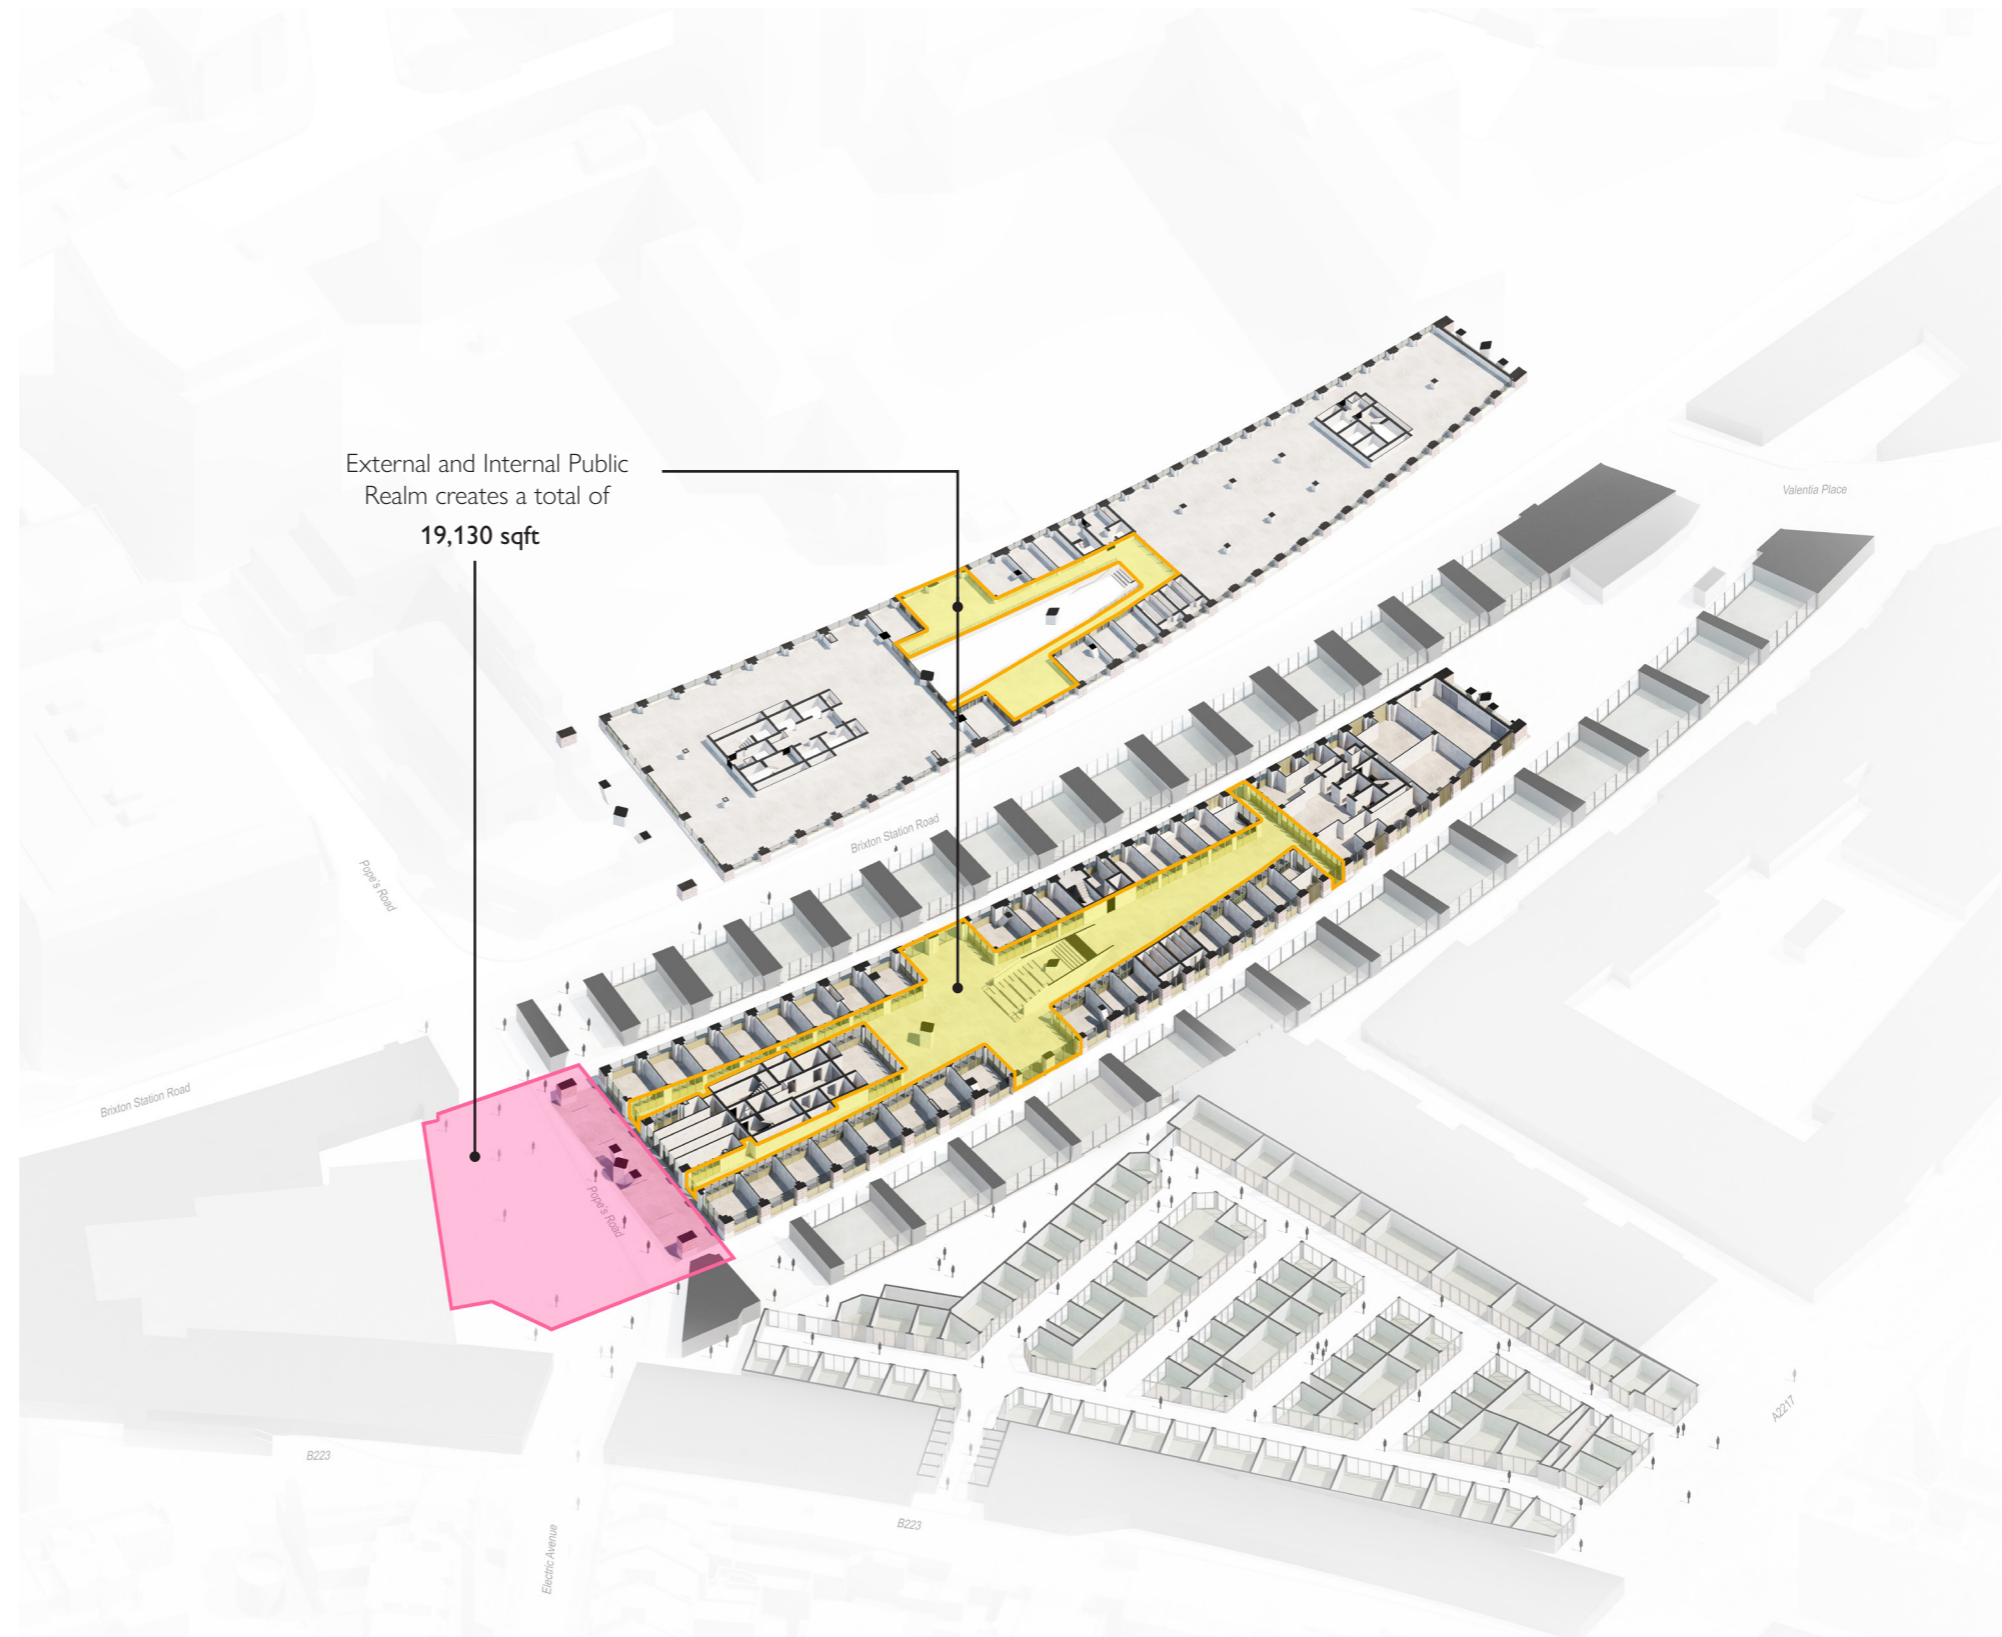 External and Internal Public
Realm creates a total of
19,130 sqft
Valentia Place
Brixton Station Road
Pope's Road
Brixton Station Road
Pope's Road
A2217
B223
B223
Electric Avenue